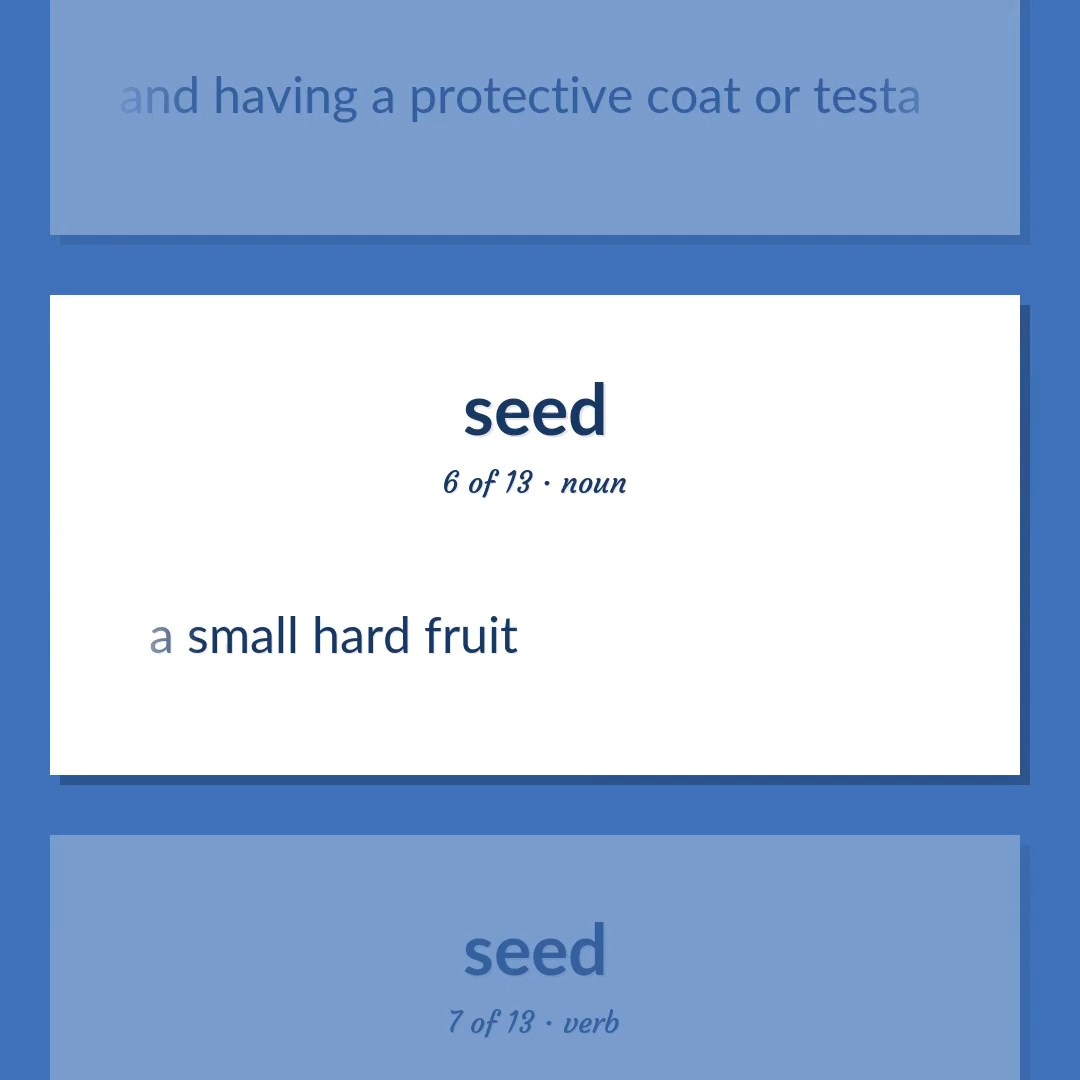 and having a protective coat or testa
seed
6 of 13 · noun
a small hard fruit
seed
7 of 13 · verb